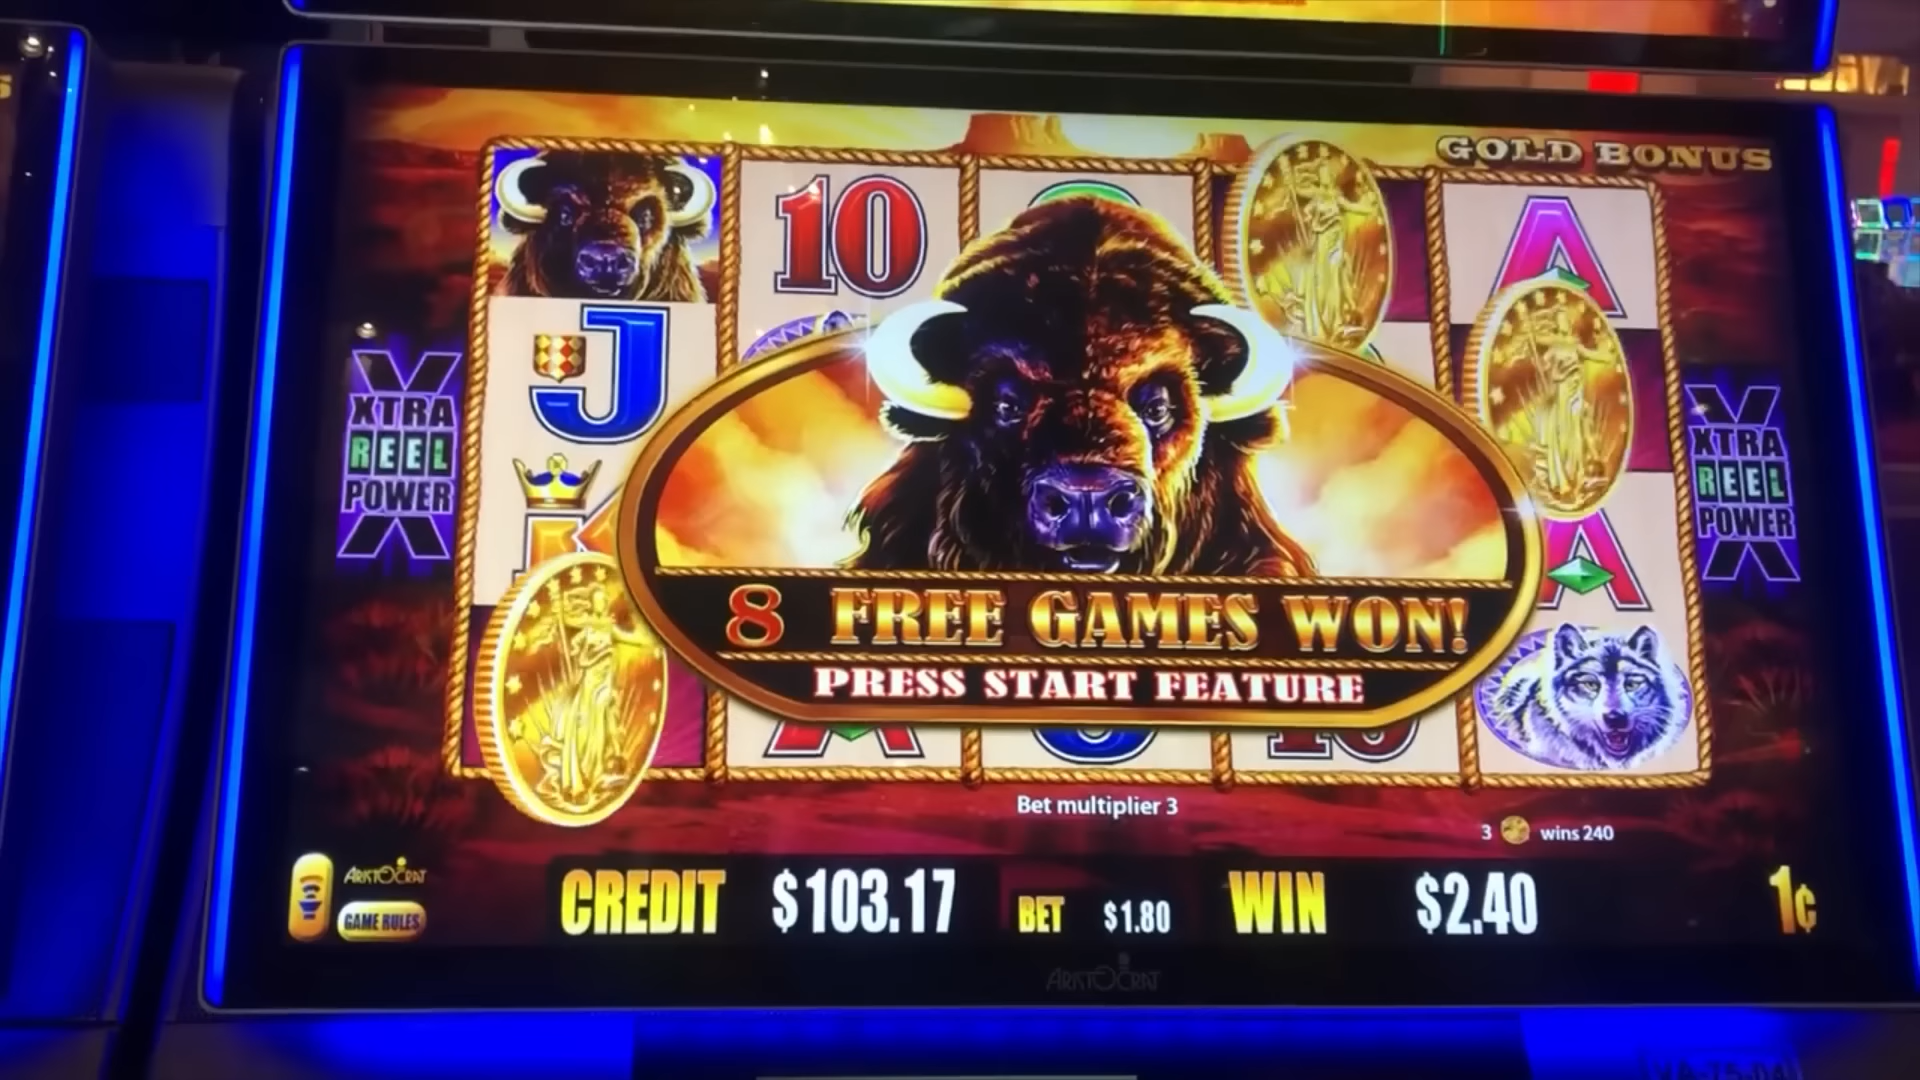 GOLD BONUS
10
A
J
XTRA
REEL
POWER
XTRA
REEL
POWER
K
A
8 FREE GAMES WON!
PRESS START FEATURE
A
10
Bet multiplier 3
3 wins 240
ARISTOCRAT
GAME RULES
CREDIT $103.17 BET $1.80 WIN $2.40 1¢
ARISTOCRAT